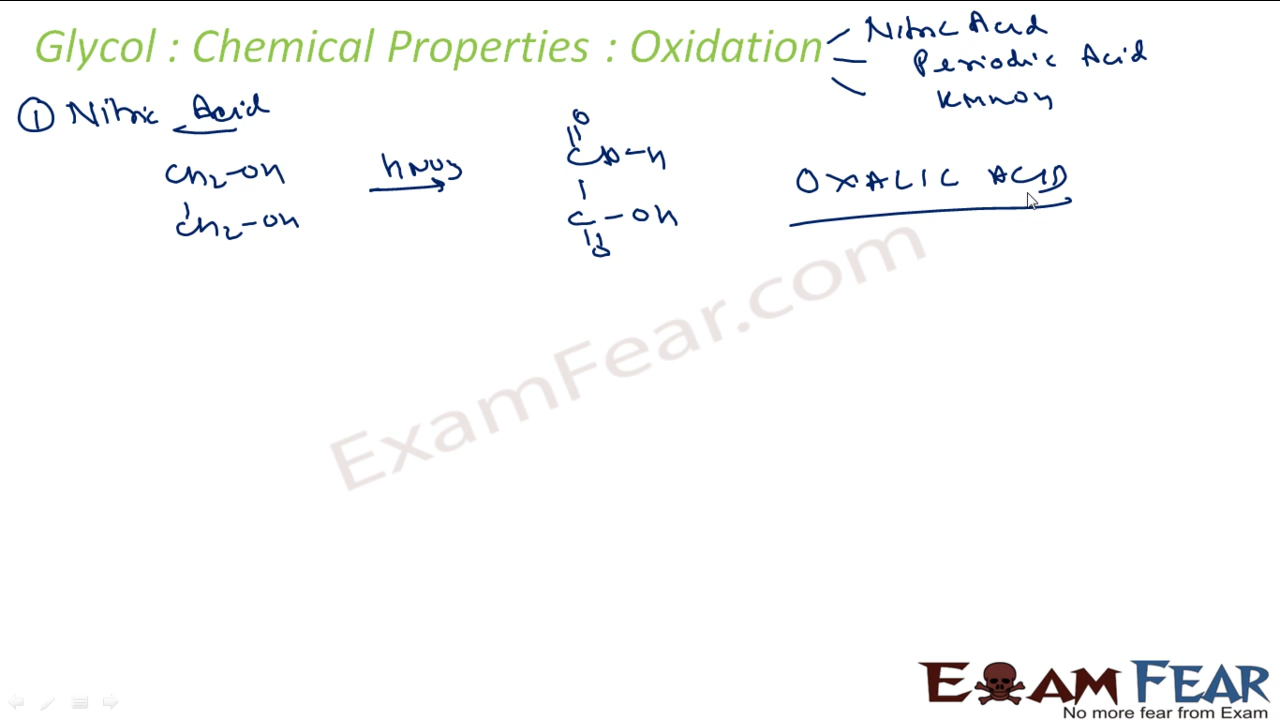 Glycol : Chemical Properties : Oxidation
Nitric Acid
Periodic Acid
KMnO4
① Nitric Acid
CH2-OH
CH2-OH
HNO3
O
CO-H
C-OH
O
OXALIC ACID
ExamFear.com
EXAM FEAR
No more fear from Exam